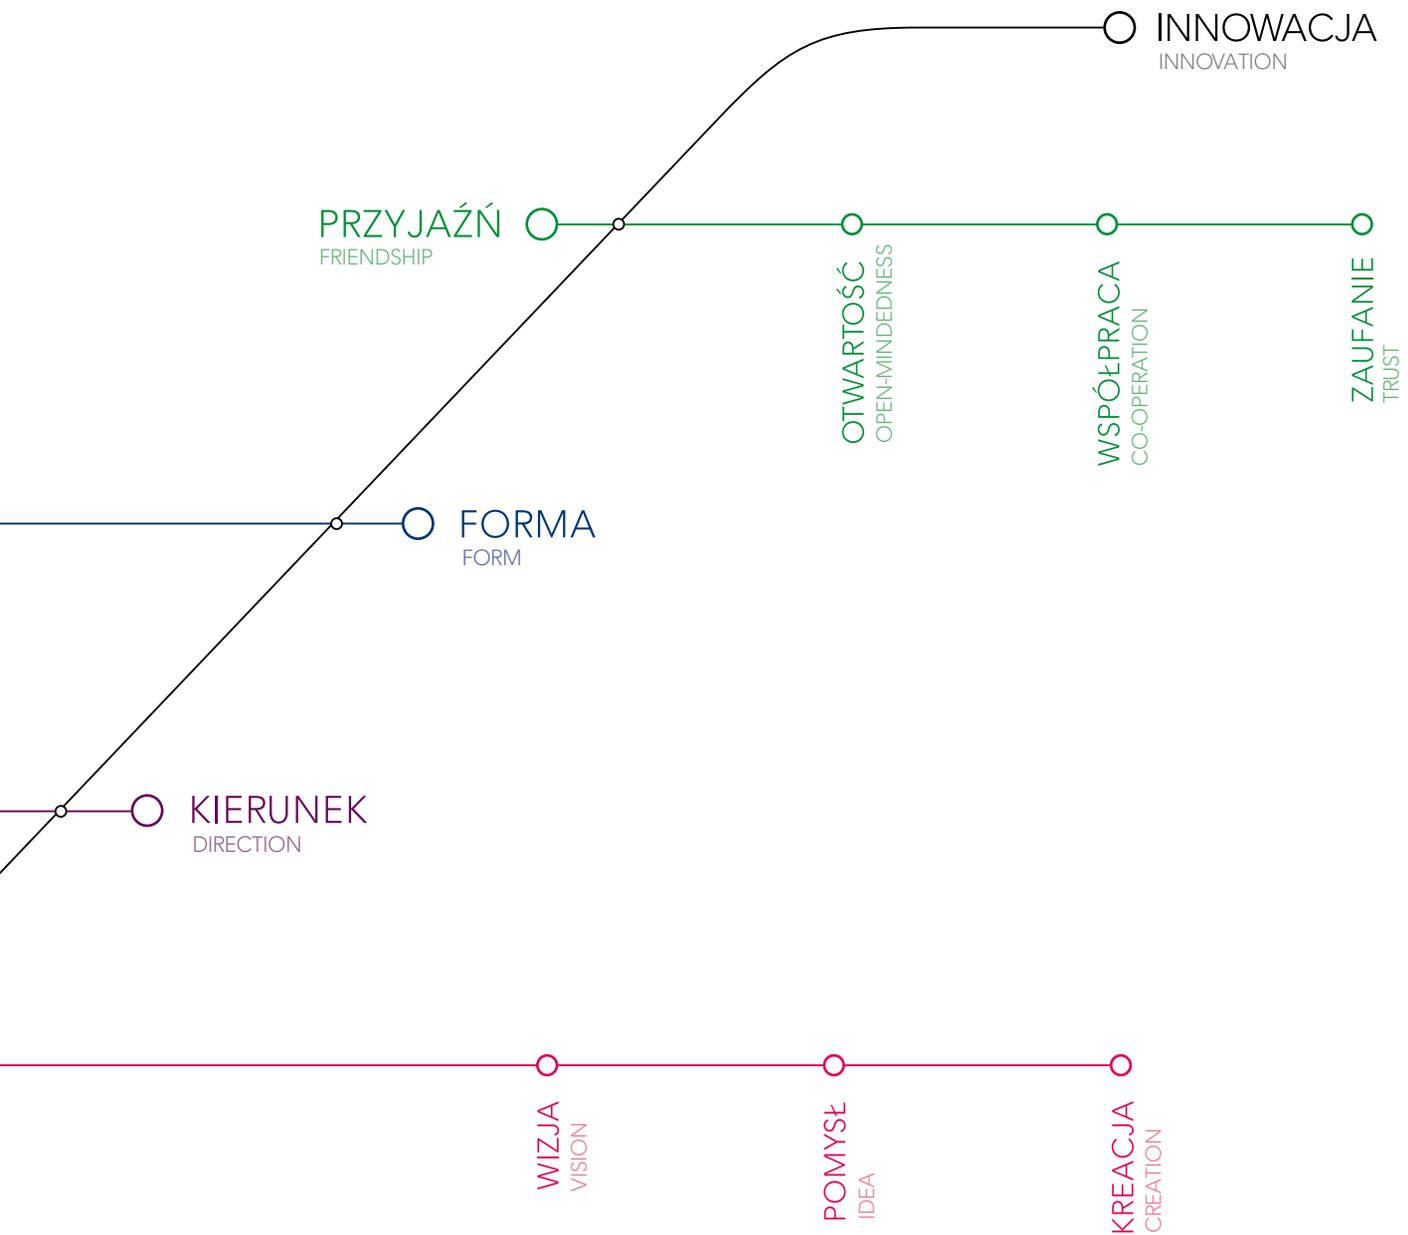 INNOWACJA
INNOVATION
PRZYJAŹŃ
FRIENDSHIP
OTWARTOŚĆ
OPEN-MINDEDNESS
WSPÓŁPRACA
CO-OPERATION
ZAUFANIE
TRUST
FORMA
FORM
KIERUNEK
DIRECTION
WIZJA
VISION
POMYSŁ
IDEA
KREACJA
CREATION